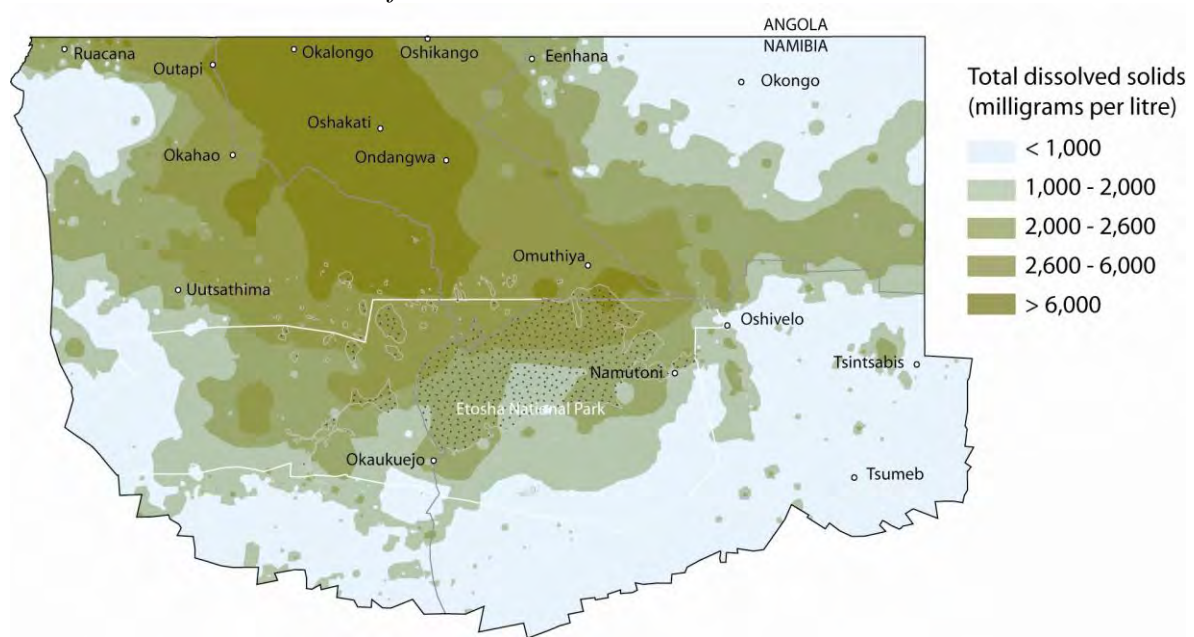 ANGOLA
NAMIBIA
Ruacana
Outapi
Okalongo
Oshikango
Eenhana
Okongo
Oshakati
Okahao
Ondangwa
Omuthiya
Uutsathima
Oshivelo
Tsintsabis
Namutoni
Etosha National Park
Okaukuejo
Tsumeb
Total dissolved solids
(milligrams per litre)
< 1,000
1,000 - 2,000
2,000 - 2,600
2,600 - 6,000
> 6,000